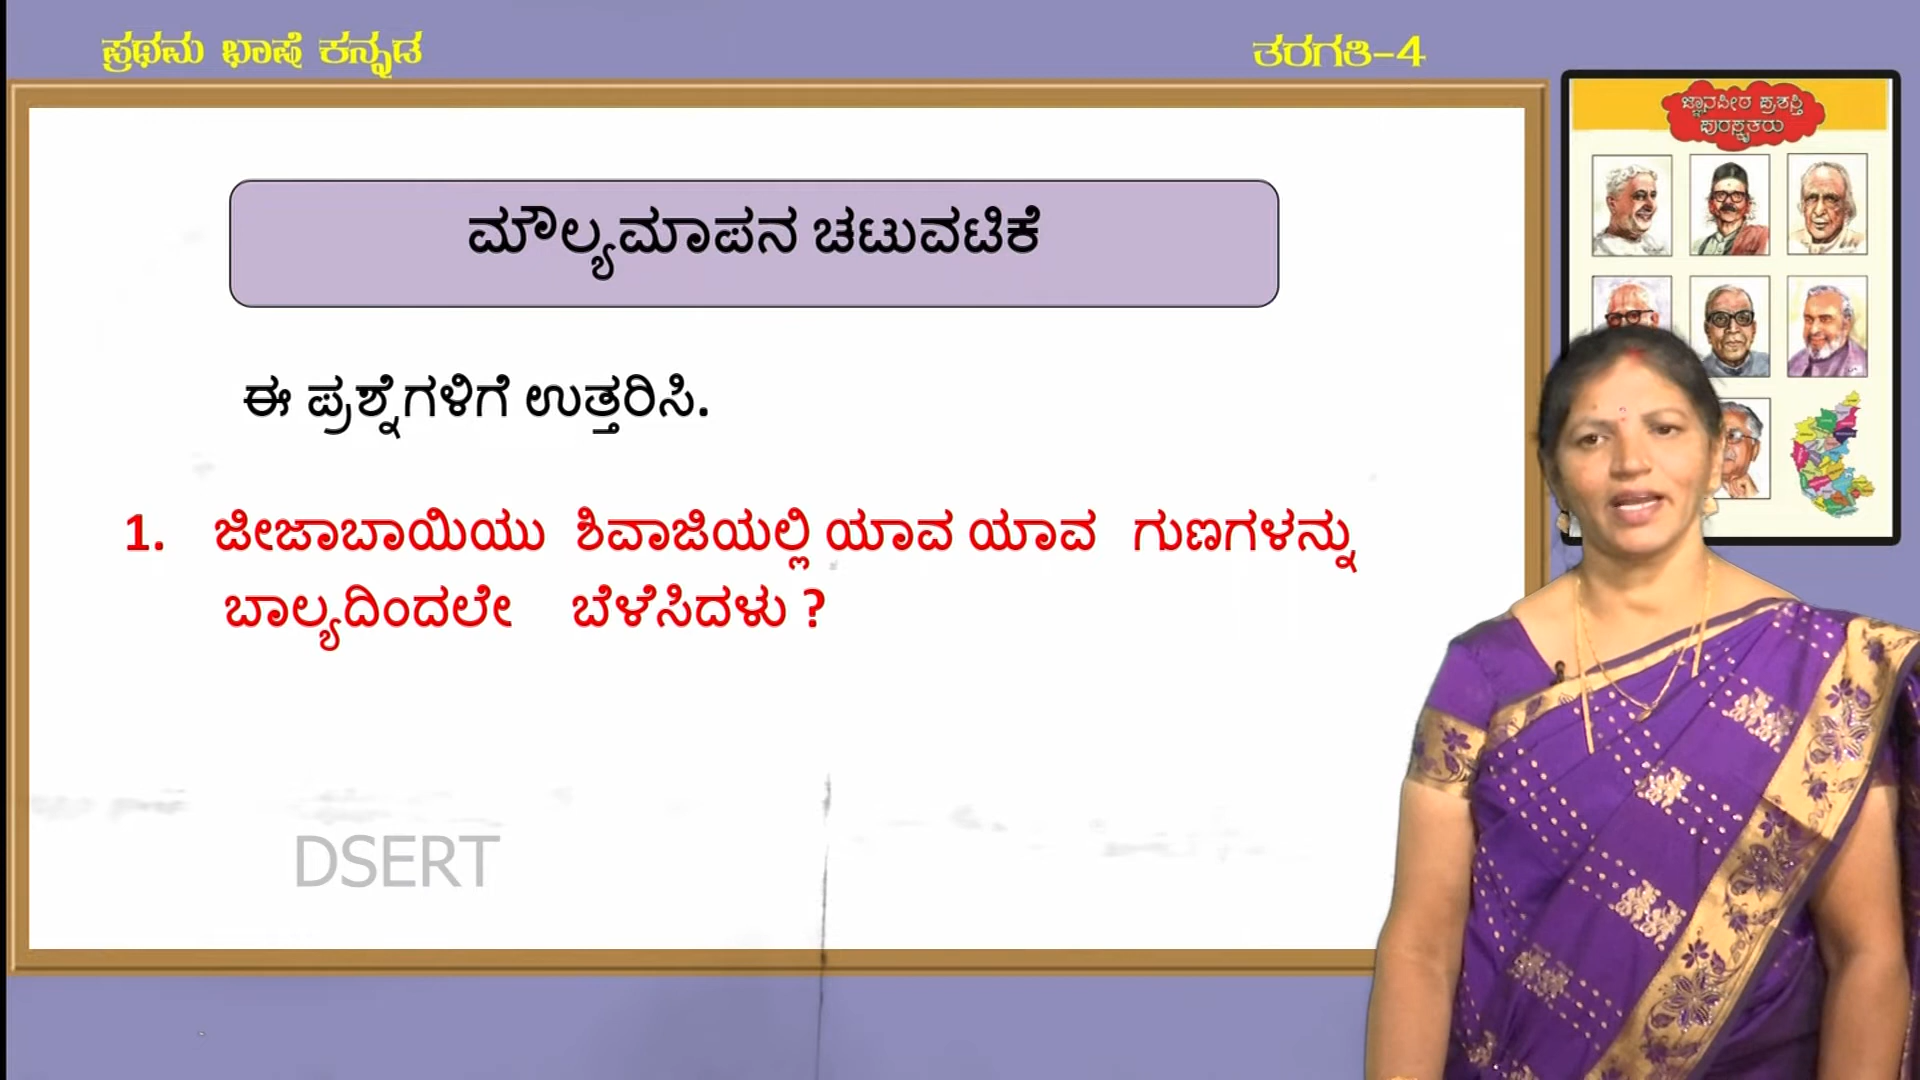 ಪ್ರಥಮ ಭಾಷೆ ಕನ್ನಡ
ತರಗತಿ-4
ಜ್ಞಾನಪೀಠ ಪ್ರಶಸ್ತಿ
ಪುರಸ್ಕೃತರು
ಮೌಲ್ಯಮಾಪನ ಚಟುವಟಿಕೆ
ಈ ಪ್ರಶ್ನೆಗಳಿಗೆ ಉತ್ತರಿಸಿ.
1. ಜೀಜಾಬಾಯಿಯು ಶಿವಾಜಿಯಲ್ಲಿ ಯಾವ ಯಾವ ಗುಣಗಳನ್ನು
ಬಾಲ್ಯದಿಂದಲೇ ಬೆಳೆಸಿದಳು ?
DSERT